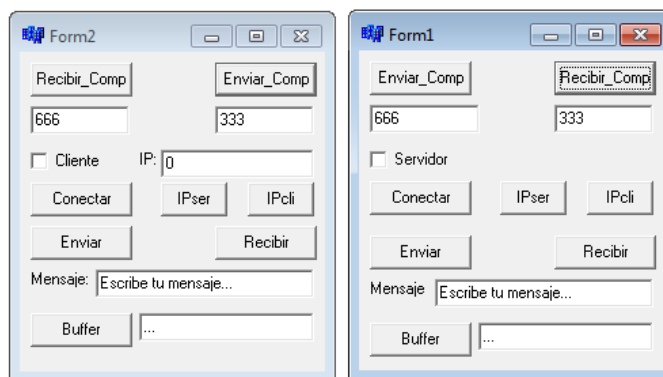 Form2
Recibir_Comp Enviar_Comp
666 333
Cliente IP: 0
Conectar IPser IPcli
Enviar Recibir
Mensaje: Escribe tu mensaje...
Buffer ...
Form1
Enviar_Comp Recibir_Comp
666 333
Servidor
Conectar IPser IPcli
Enviar Recibir
Mensaje Escribe tu mensaje...
Buffer ...